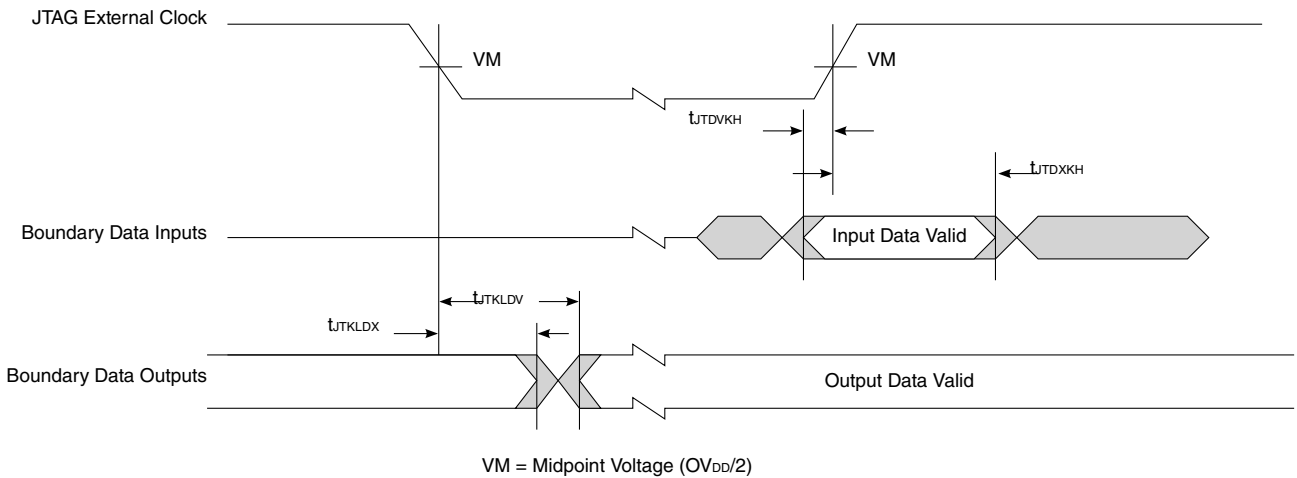 JTAG External Clock
VM
VM
tJTDVKH
tJTDXKH
Boundary Data Inputs
Input Data Valid
tJTKLDV
tJTKLDX
Boundary Data Outputs
Output Data Valid
VM = Midpoint Voltage (OVDD/2)